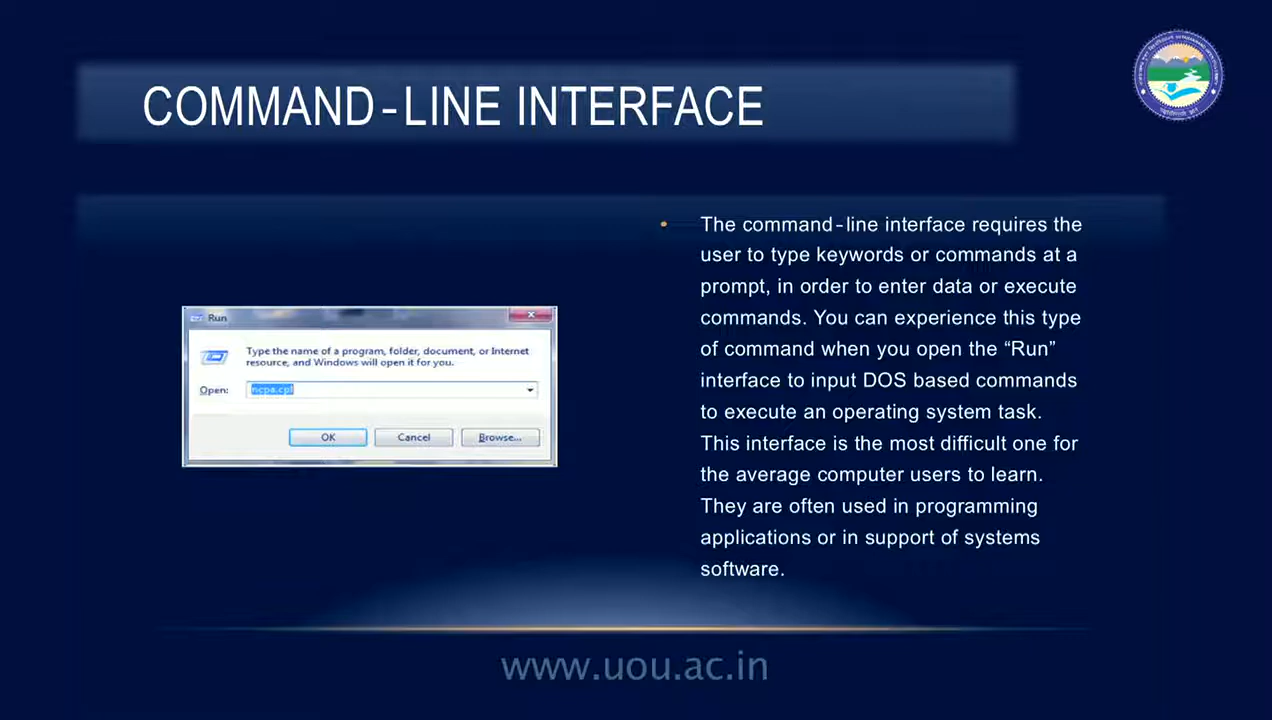 COMMAND-LINE INTERFACE
The command-line interface requires the
user to type keywords or commands at a
prompt, in order to enter data or execute
commands. You can experience this type
of command when you open the “Run”
interface to input DOS based commands
to execute an operating system task.
This interface is the most difficult one for
the average computer users to learn.
They are often used in programming
applications or in support of systems
software.
Run
Type the name of a program, folder, document, or Internet
resource, and Windows will open it for you.
Open: ncpa.cpl
OK Cancel Browse...
www.uou.ac.in